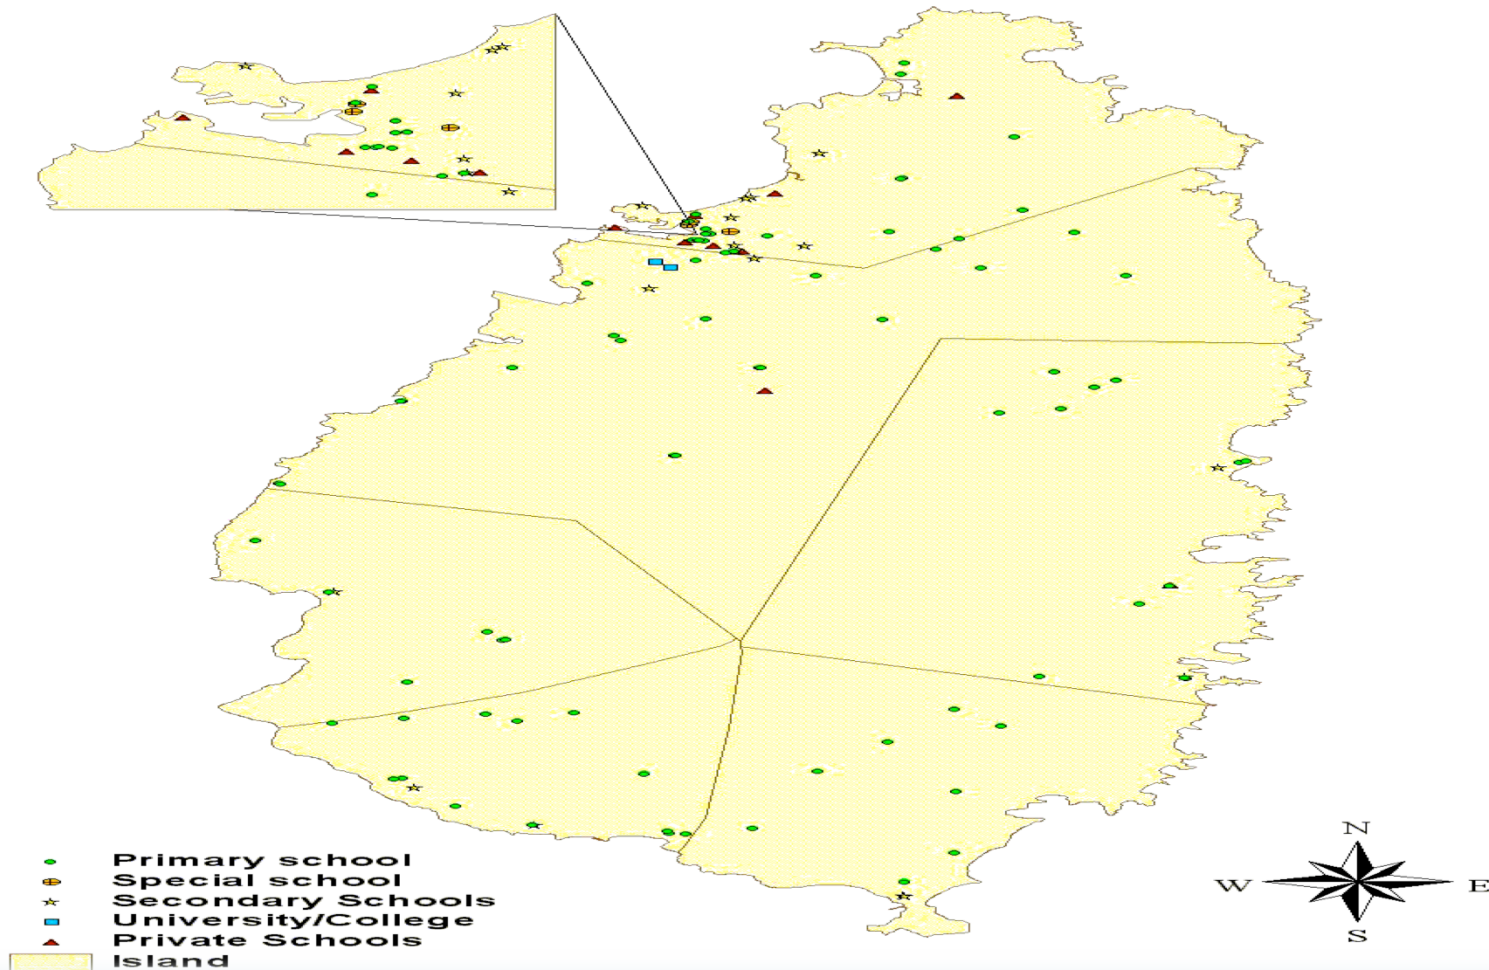 Primary school
Special school
Secondary Schools
University/College
Private Schools
Island
N
W E
S